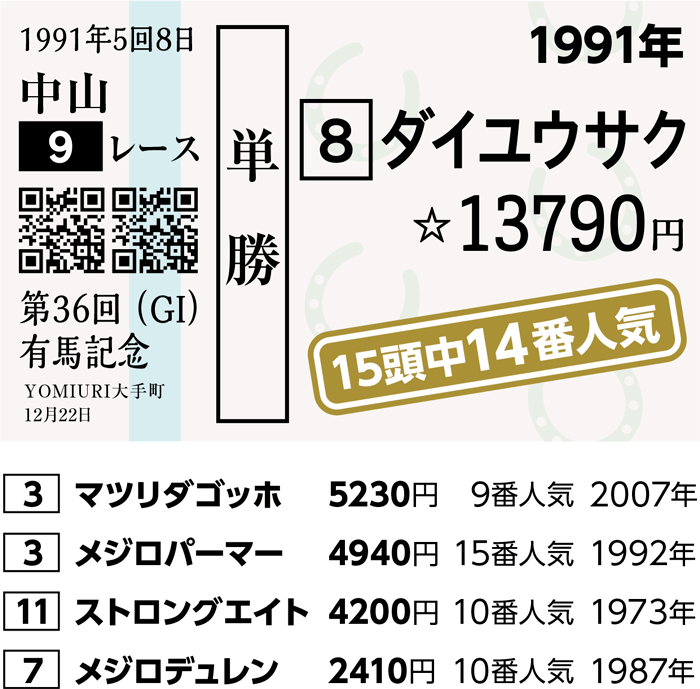 1991年5回8日
中山
9 レース
第36回(GI)
有馬記念
YOMIURI大手町
12月22日
単勝
1991年
8 ダイユウサク
☆13790円
15頭中14番人気
3 マツリダゴッホ 5230円 9番人気 2007年
3 メジロパーマー 4940円 15番人気 1992年
11 ストロングエイト 4200円 10番人気 1973年
7 メジロデュレン 2410円 10番人気 1987年